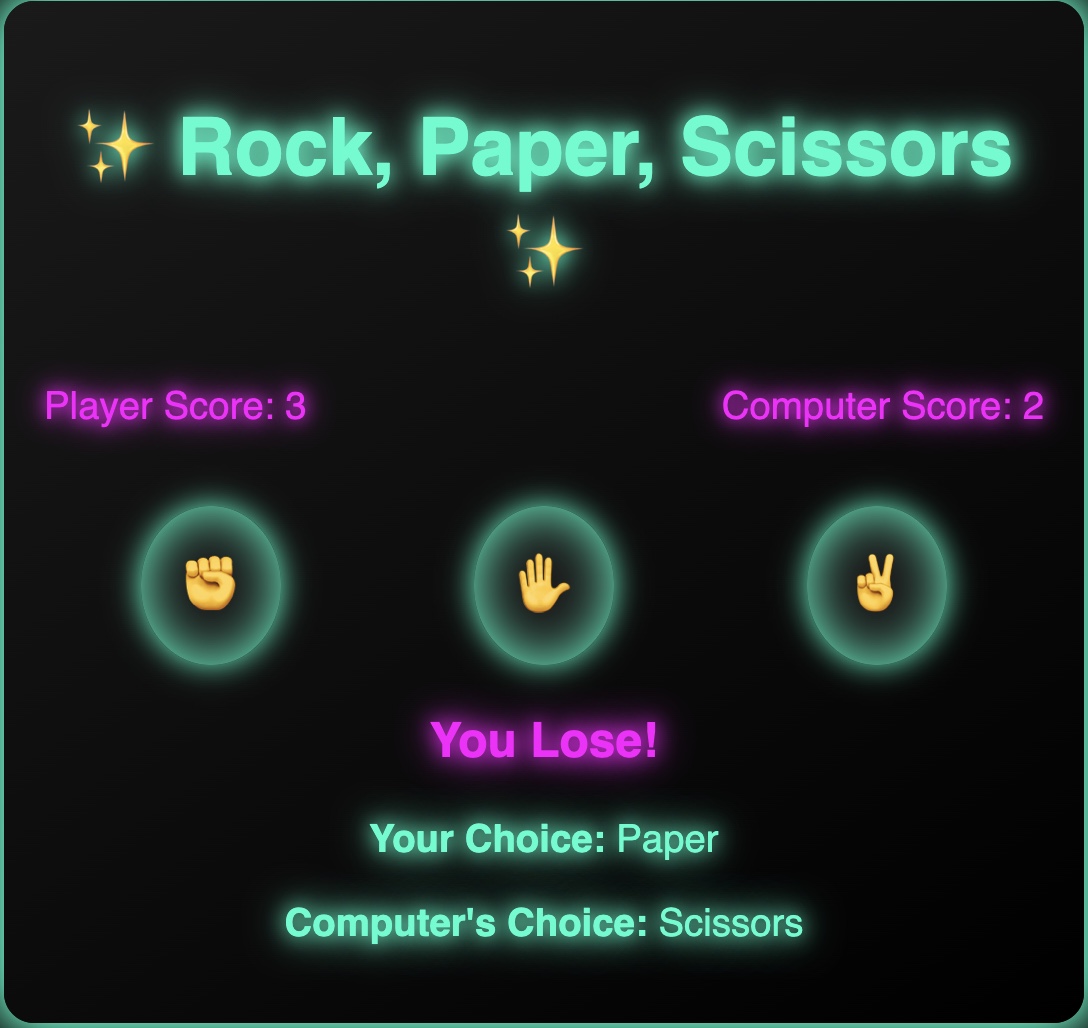 ✨ Rock, Paper, Scissors
✨
Player Score: 3
Computer Score: 2
✊ ✋ ✌️
You Lose!
Your Choice: Paper
Computer's Choice: Scissors